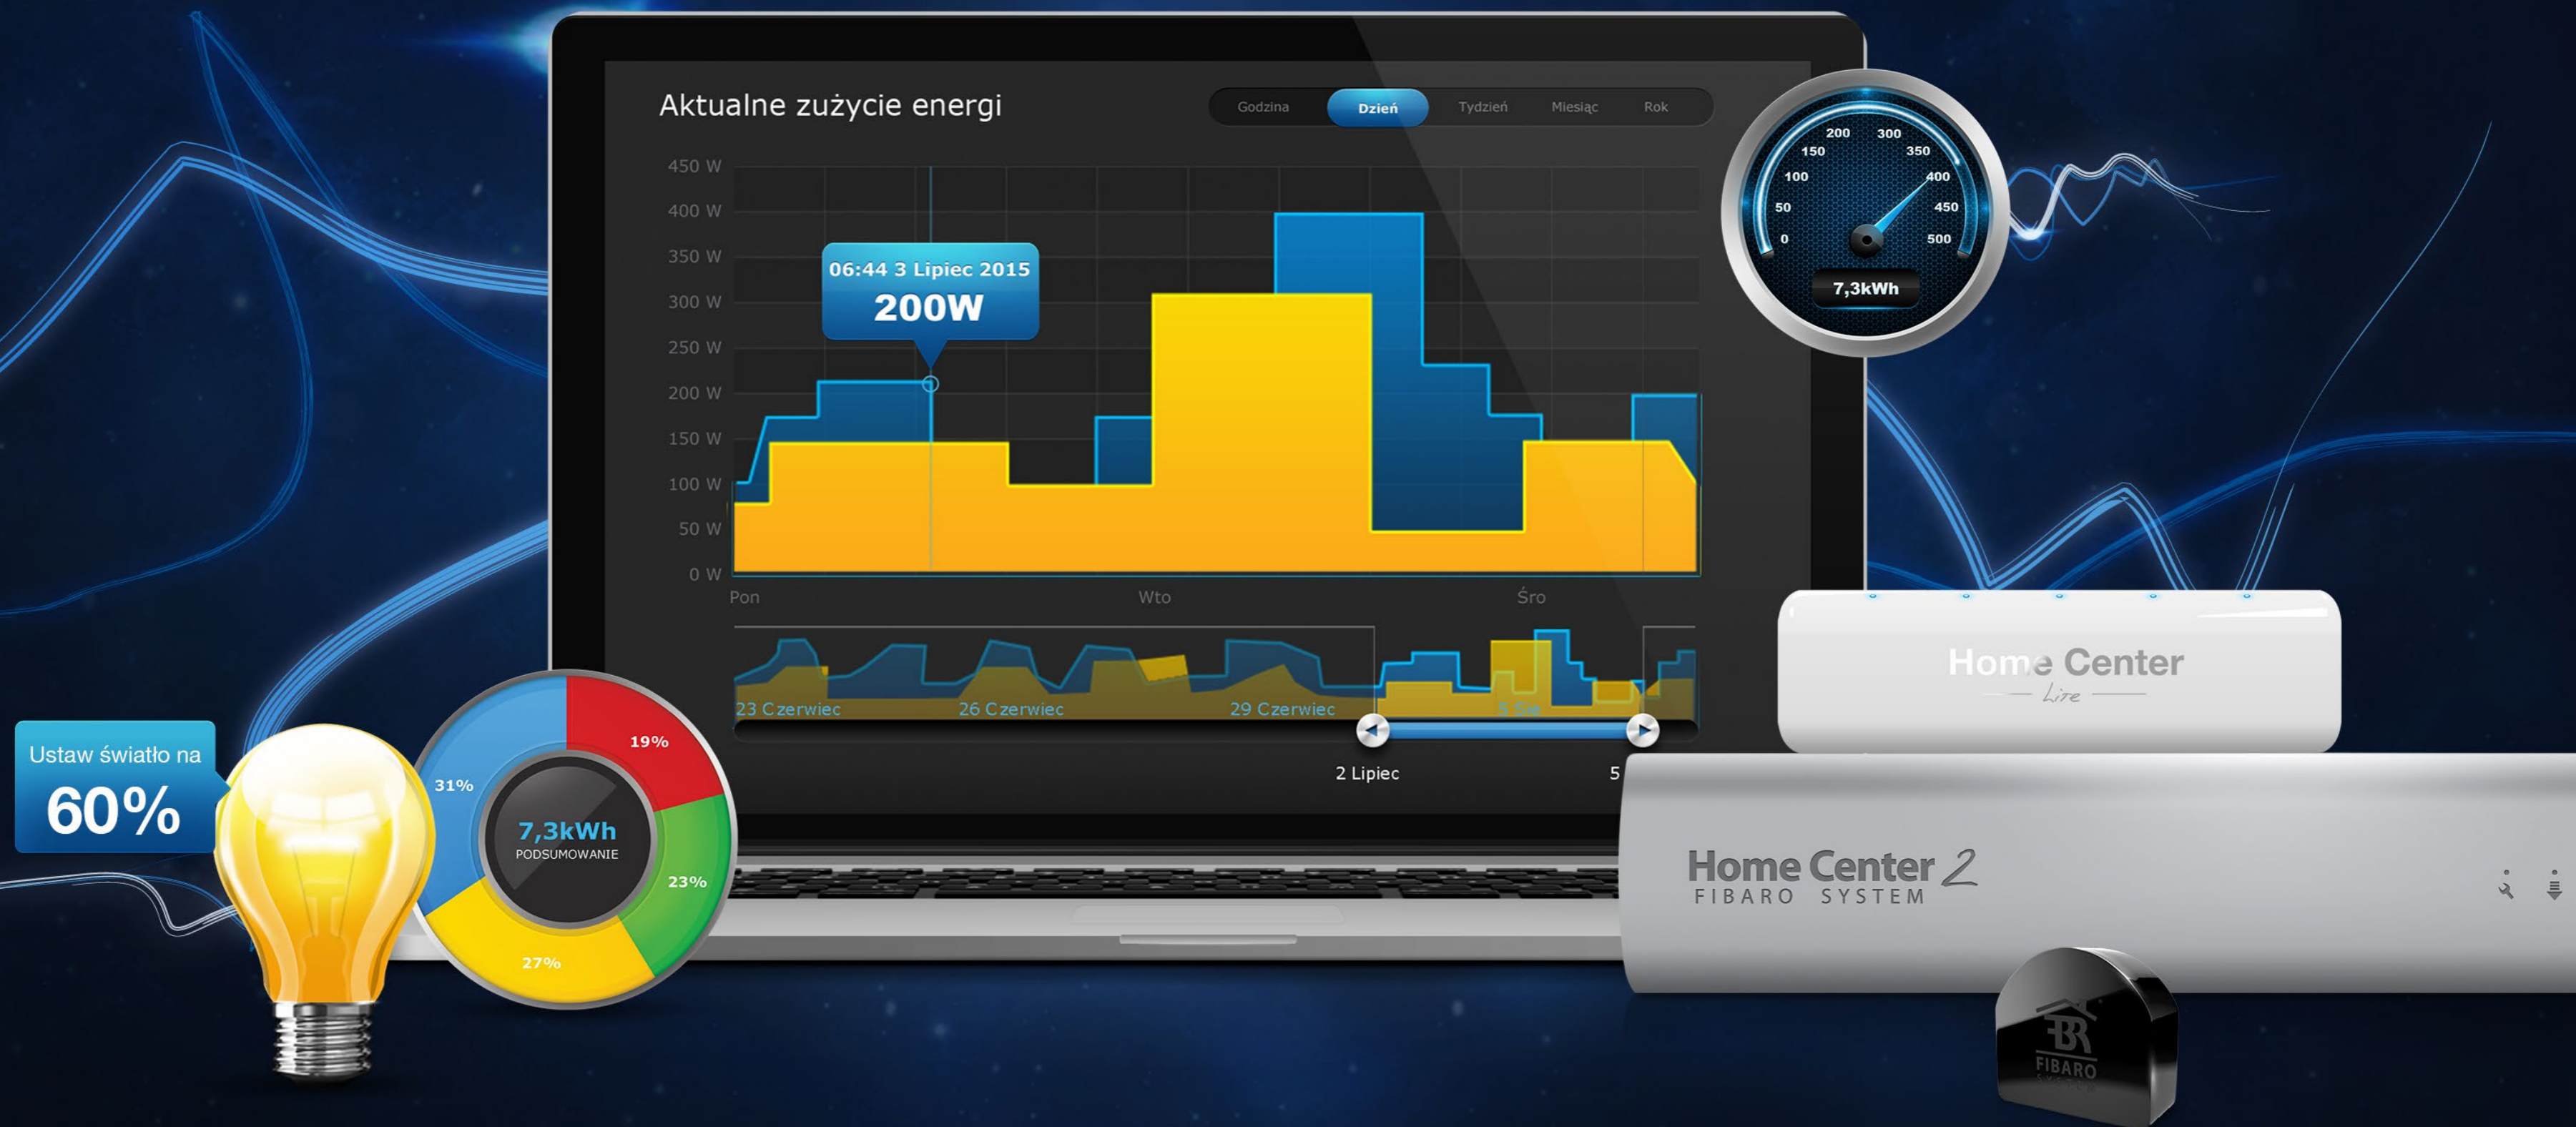 Aktualne zużycie energi
Godzina Dzień Tydzień Miesiąc Rok
450 W
400 W
350 W
300 W
250 W
200 W
150 W
100 W
50 W
0 W
06:44 3 Lipiec 2015
200W
Pon Wto Śro
23 Czerwiec 26 Czerwiec 29 Czerwiec 5 Sie
2 Lipiec 5
0
50
100
150
200
300
350
400
450
500
7,3kWh
Ustaw światło na
60%
19%
31%
23%
27%
7,3kWh
PODSUMOWANIE
Home Center
Lite
Home Center 2
FIBARO SYSTEM
FIBARO
SYSTEM